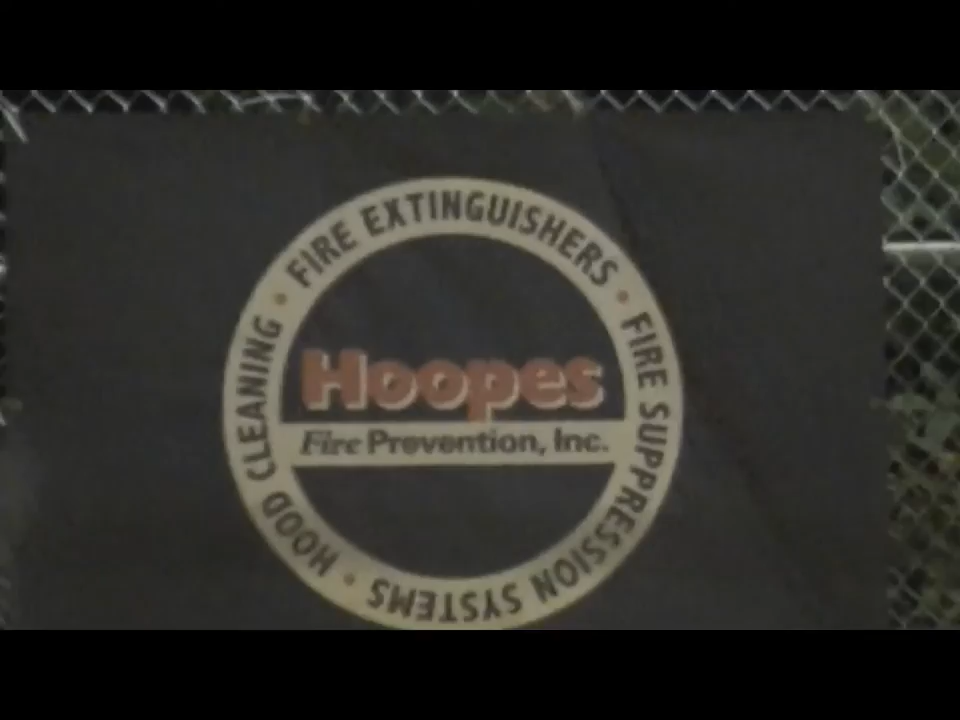 FIRE EXTINGUISHERS • FIRE SUPPRESSION SYSTEMS • HOOD CLEANING •
Hoopes
Fire Prevention, Inc.